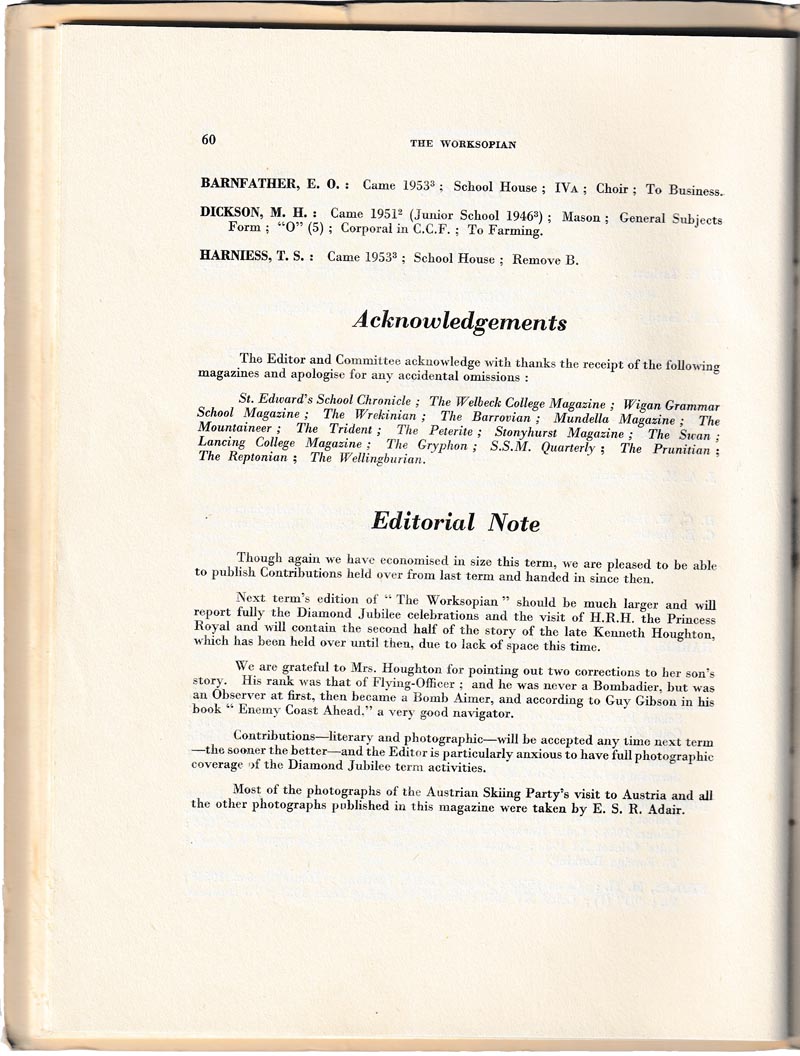 60
THE WORKSOPIAN
BARNFATHER, E. O. : Came 1953³ ; School House ; IVA ; Choir ; To Business.
DICKSON, M. H. : Came 1951² (Junior School 1946³) ; Mason ; General Subjects
Form ; "O" (5) ; Corporal in C.C.F. ; To Farming.
HARNIESS, T. S. : Came 1953³ ; School House ; Remove B.
Acknowledgements
The Editor and Committee acknowledge with thanks the receipt of the following
magazines and apologise for any accidental omissions :
St. Edward's School Chronicle ; The Welbeck College Magazine ; Wigan Grammar
School Magazine ; The Wrekinian ; The Barrovian ; Mundella Magazine ; The
Mountaineer ; The Trident ; The Peterite ; Stonyhurst Magazine ; The Swan ;
Lancing College Magazine ; The Gryphon ; S.S.M. Quarterly ; The Prunitian ;
The Reptonian ; The Wellingburian.
Editorial Note
Though again we have economised in size this term, we are pleased to be able
to publish Contributions held over from last term and handed in since then.
Next term's edition of " The Worksopian " should be much larger and will
report fully the Diamond Jubilee celebrations and the visit of H.R.H. the Princess
Royal and will contain the second half of the story of the late Kenneth Houghton,
which has been held over until then, due to lack of space this time.
We are grateful to Mrs. Houghton for pointing out two corrections to her son's
story. His rank was that of Flying-Officer ; and he was never a Bombadier, but was
an Observer at first, then became a Bomb Aimer, and according to Guy Gibson in his
book " Enemy Coast Ahead," a very good navigator.
Contributions—literary and photographic—will be accepted any time next term
—the sooner the better—and the Editor is particularly anxious to have full photographic
coverage of the Diamond Jubilee term activities.
Most of the photographs of the Austrian Skiing Party's visit to Austria and all
the other photographs published in this magazine were taken by E. S. R. Adair.